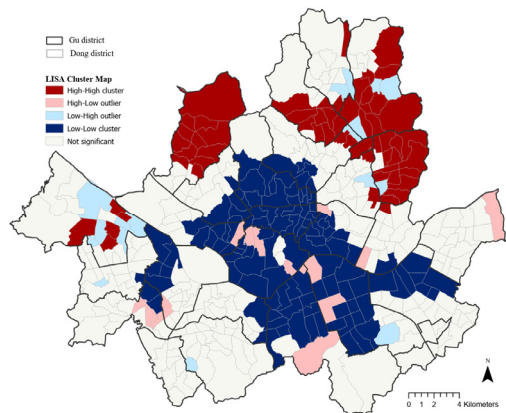 Gu district
Dong district
LISA Cluster Map
High-High cluster
High-Low outlier
Low-High outlier
Low-Low cluster
Not significant
N
0 1 2 4 Kilometers